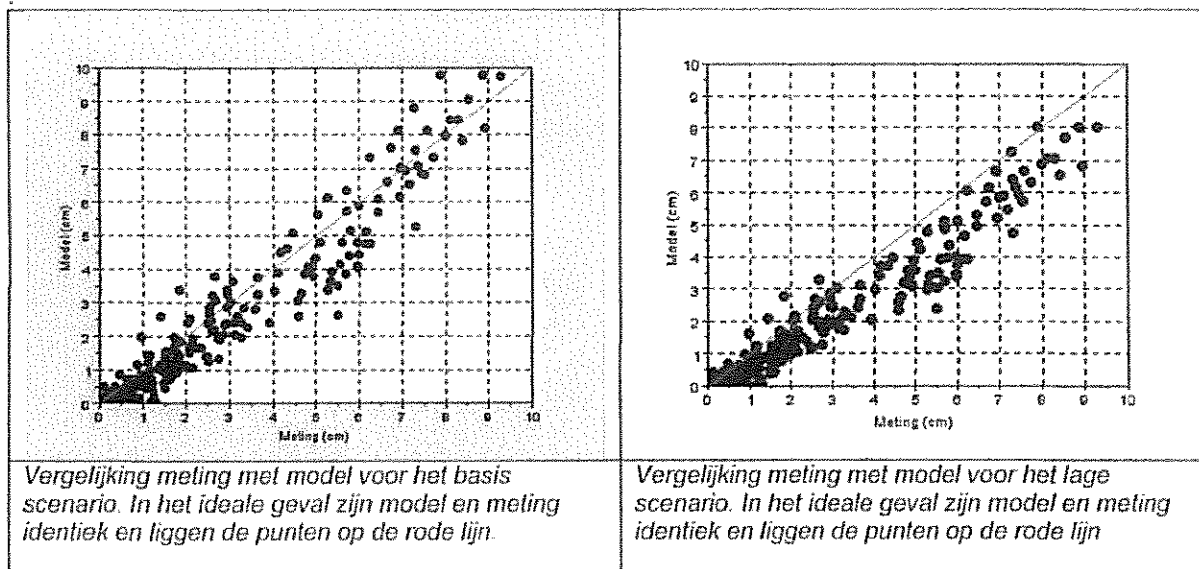 10
9
8
7
6
5
4
3
2
1
0
Model (cm)
0 1 2 3 4 5 6 7 8 9 10
Meting (cm)
Vergelijking meting met model voor het basis
scenario. In het ideale geval zijn model en meting
identiek en liggen de punten op de rode lijn.
10
9
8
7
6
5
4
3
2
1
0
Model (cm)
0 1 2 3 4 5 6 7 8 9 10
Meting (cm)
Vergelijking meting met model voor het lage
scenario. In het ideale geval zijn model en meting
identiek en liggen de punten op de rode lijn